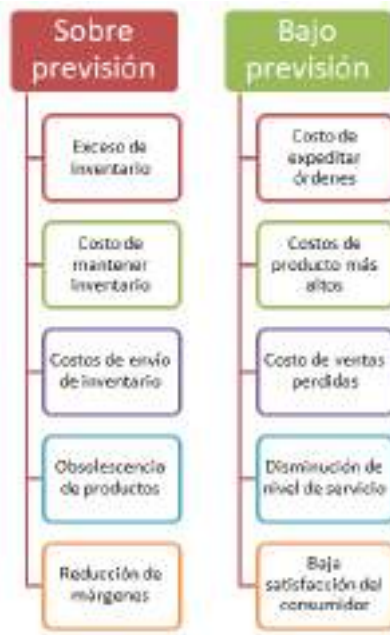 Sobre
previsión
Exceso de
inventario
Costo de
mantener
inventario
Costos de envío
de inventario
Obsolescencia
de productos
Reducción de
márgenes
Bajo
previsión
Costo de
expeditar
órdenes
Costos de
producto más
altos
Costo de ventas
perdidas
Disminución de
nivel de servicio
Baja
satisfacción del
consumidor